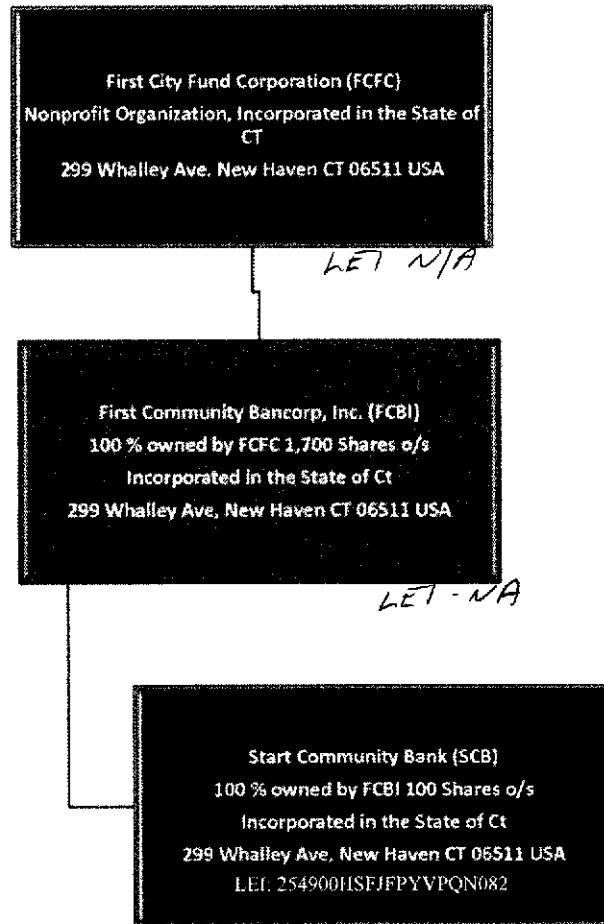 First City Fund Corporation (FCFC)
Nonprofit Organization, Incorporated in the State of
CT
299 Whalley Ave, New Haven CT 06511 USA
LEI N/A
First Community Bancorp, Inc. (FCBI)
100 % owned by FCFC 1,700 Shares o/s
Incorporated in the State of Ct
299 Whalley Ave, New Haven CT 06511 USA
LEI - NA
Start Community Bank (SCB)
100 % owned by FCBI 100 Shares o/s
Incorporated in the State of Ct
299 Whalley Ave, New Haven CT 06511 USA
LEI: 254900HSFJFPYVPQN082